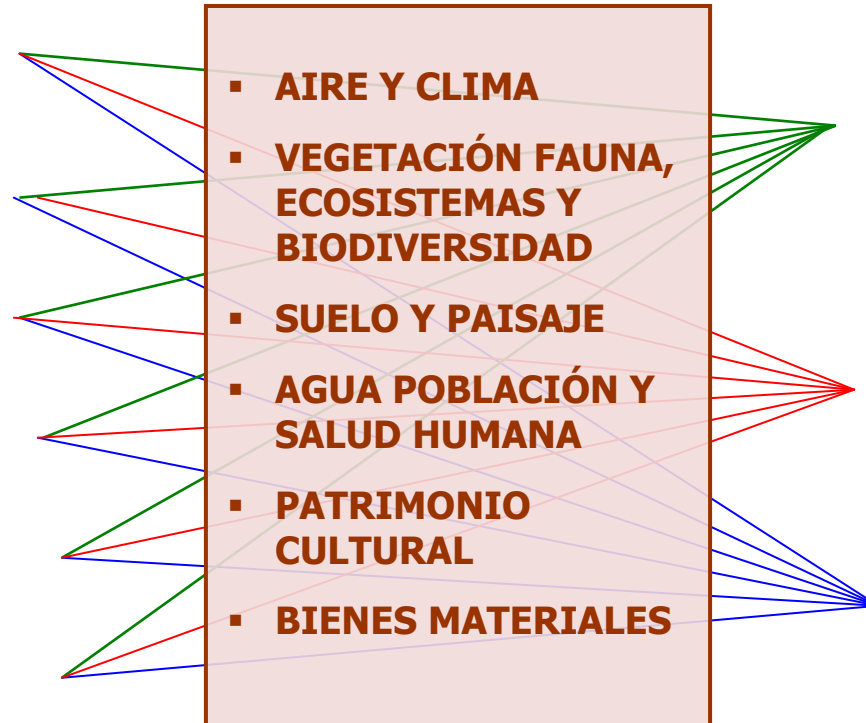 ▪ AIRE Y CLIMA
▪ VEGETACIÓN FAUNA,
ECOSISTEMAS Y
BIODIVERSIDAD
▪ SUELO Y PAISAJE
▪ AGUA POBLACIÓN Y
SALUD HUMANA
▪ PATRIMONIO
CULTURAL
▪ BIENES MATERIALES